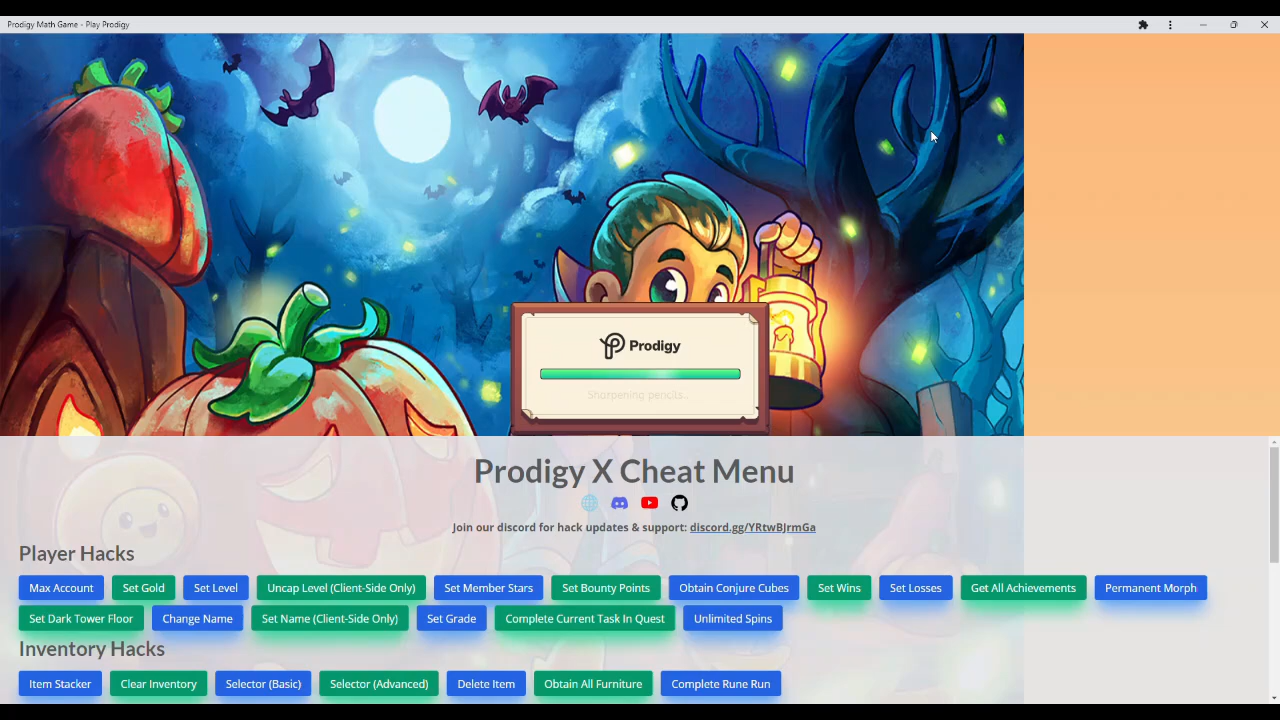 Prodigy Math Game - Play Prodigy
Prodigy
Sharpening pencils..
Prodigy X Cheat Menu
Join our discord for hack updates & support: discord.gg/YRtwBJrmGa
Player Hacks
Max Account Set Gold Set Level Uncap Level (Client-Side Only) Set Member Stars Set Bounty Points Obtain Conjure Cubes Set Wins Set Losses Get All Achievements Permanent Morph
Set Dark Tower Floor Change Name Set Name (Client-Side Only) Set Grade Complete Current Task In Quest Unlimited Spins
Inventory Hacks
Item Stacker Clear Inventory Selector (Basic) Selector (Advanced) Delete Item Obtain All Furniture Complete Rune Run